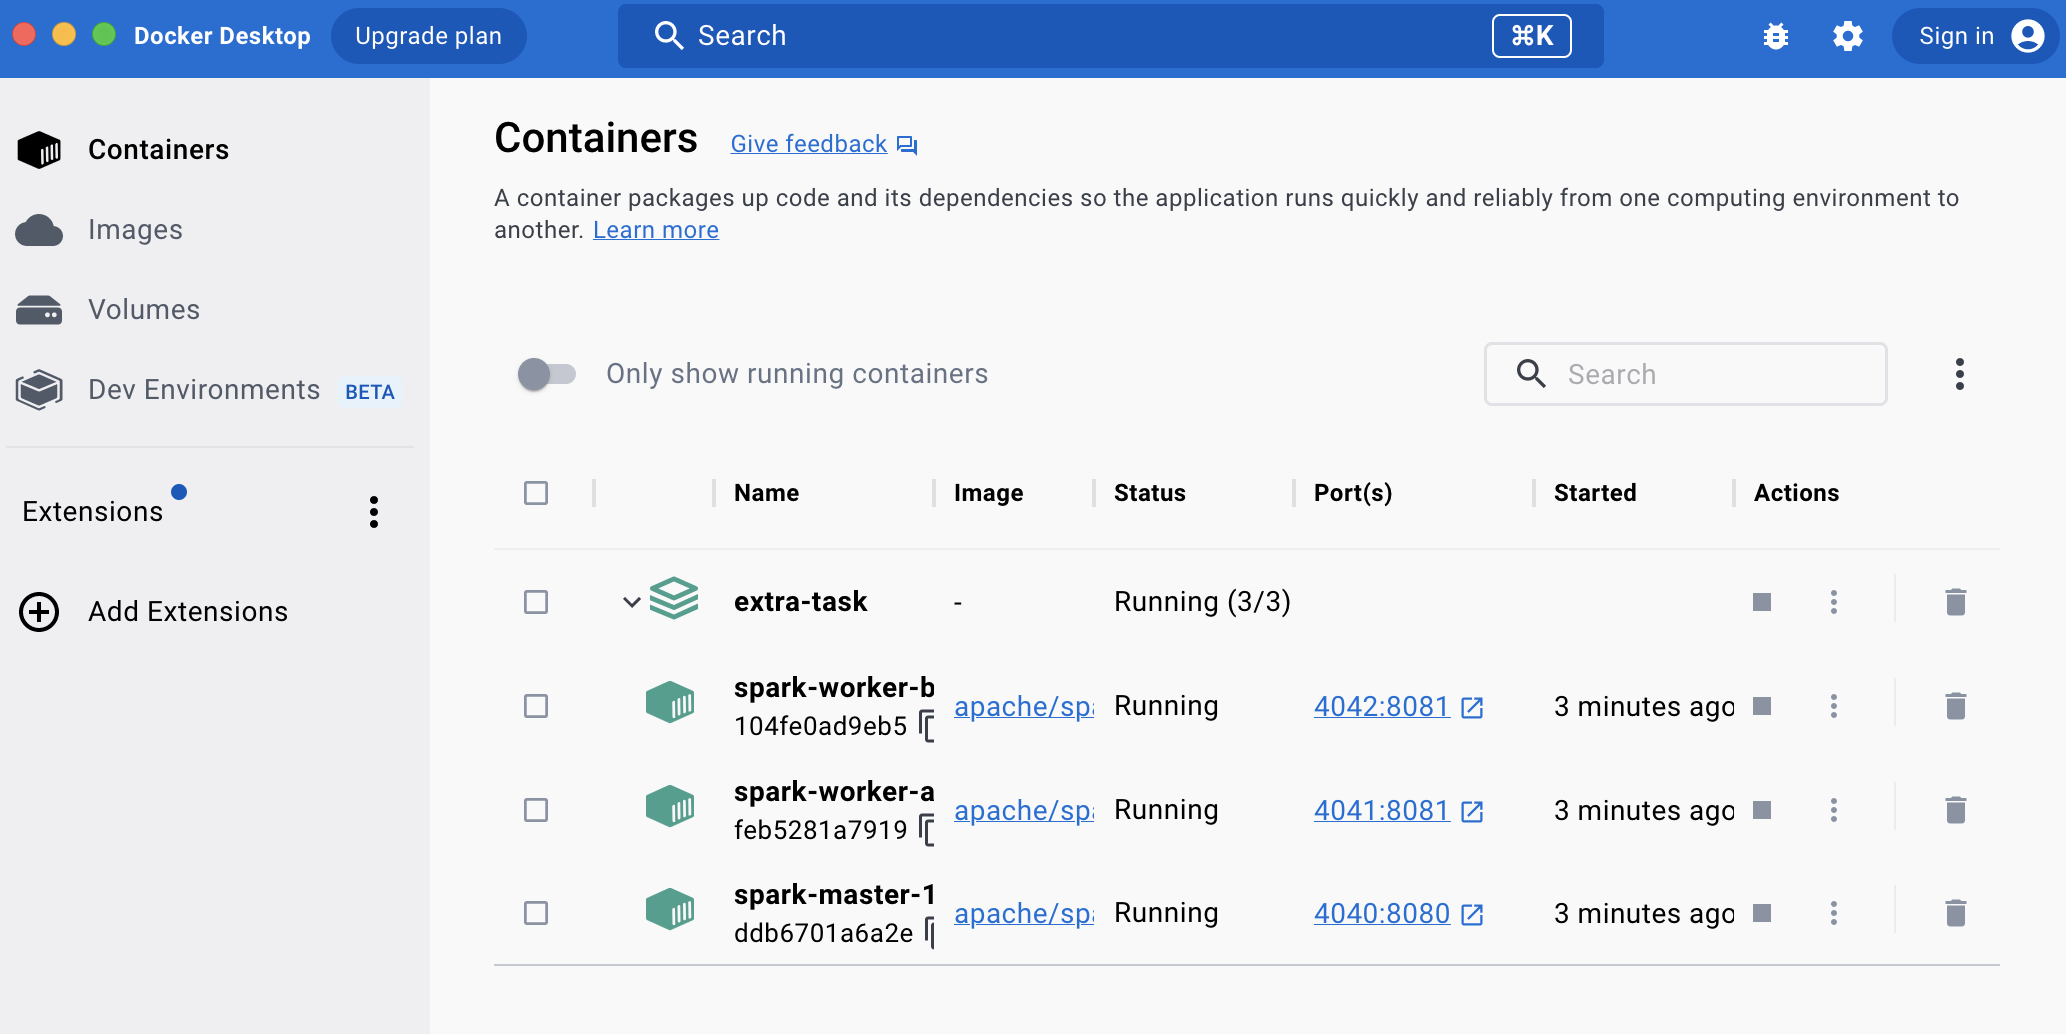 Docker Desktop Upgrade plan Search ⌘K Sign in
Containers
Images
Volumes
Dev Environments BETA
Extensions
Add Extensions
Containers Give feedback
A container packages up code and its dependencies so the application runs quickly and reliably from one computing environment to
another. Learn more
Only show running containers Search
Name Image Status Port(s) Started Actions
extra-task - Running (3/3)
spark-worker-b
104fe0ad9eb5 apache/spa Running 4042:8081 3 minutes ago
spark-worker-a
feb5281a7919 apache/spa Running 4041:8081 3 minutes ago
spark-master-1
ddb6701a6a2e apache/spa Running 4040:8080 3 minutes ago